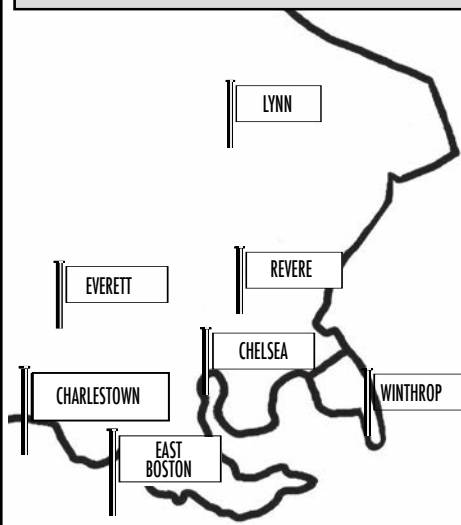 LYNN
REVERE
EVERETT
CHELSEA
CHARLESTOWN
WINTHROP
EAST
BOSTON